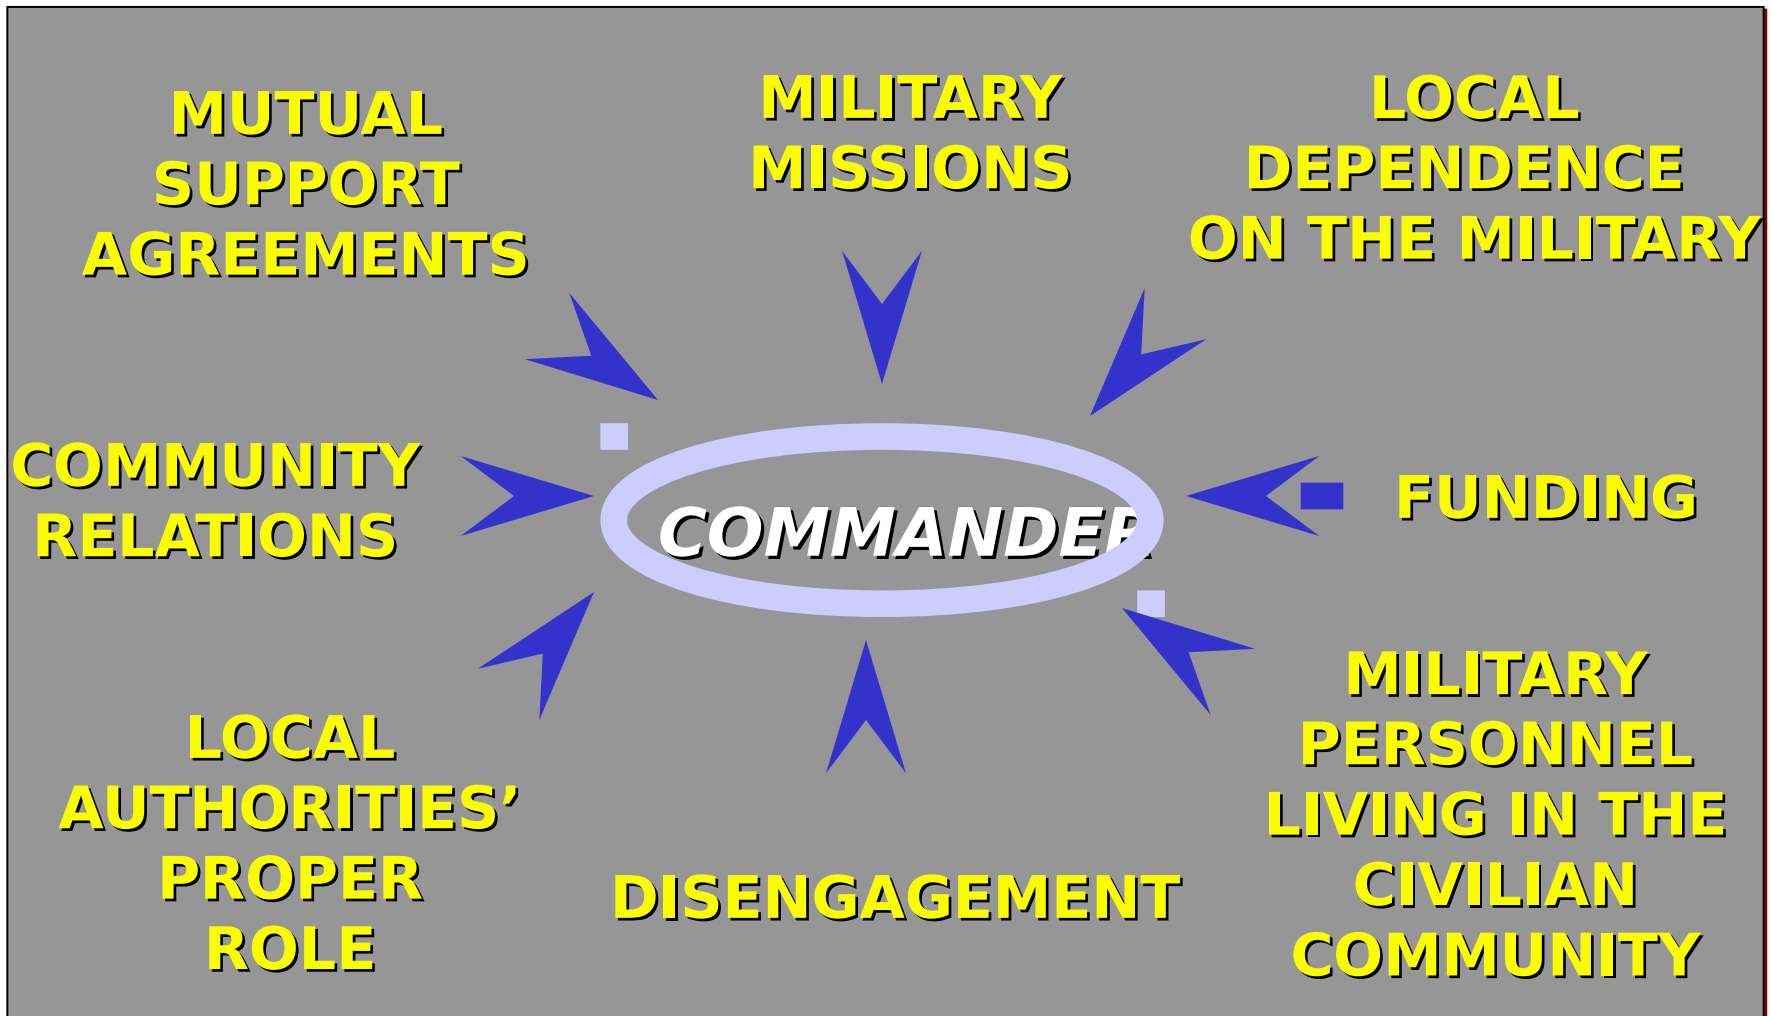 MUTUAL
SUPPORT
AGREEMENTS
MILITARY
MISSIONS
LOCAL
DEPENDENCE
ON THE MILITARY
COMMUNITY
RELATIONS
COMMANDER
FUNDING
LOCAL
AUTHORITIES’
PROPER
ROLE
DISENGAGEMENT
MILITARY
PERSONNEL
LIVING IN THE
CIVILIAN
COMMUNITY